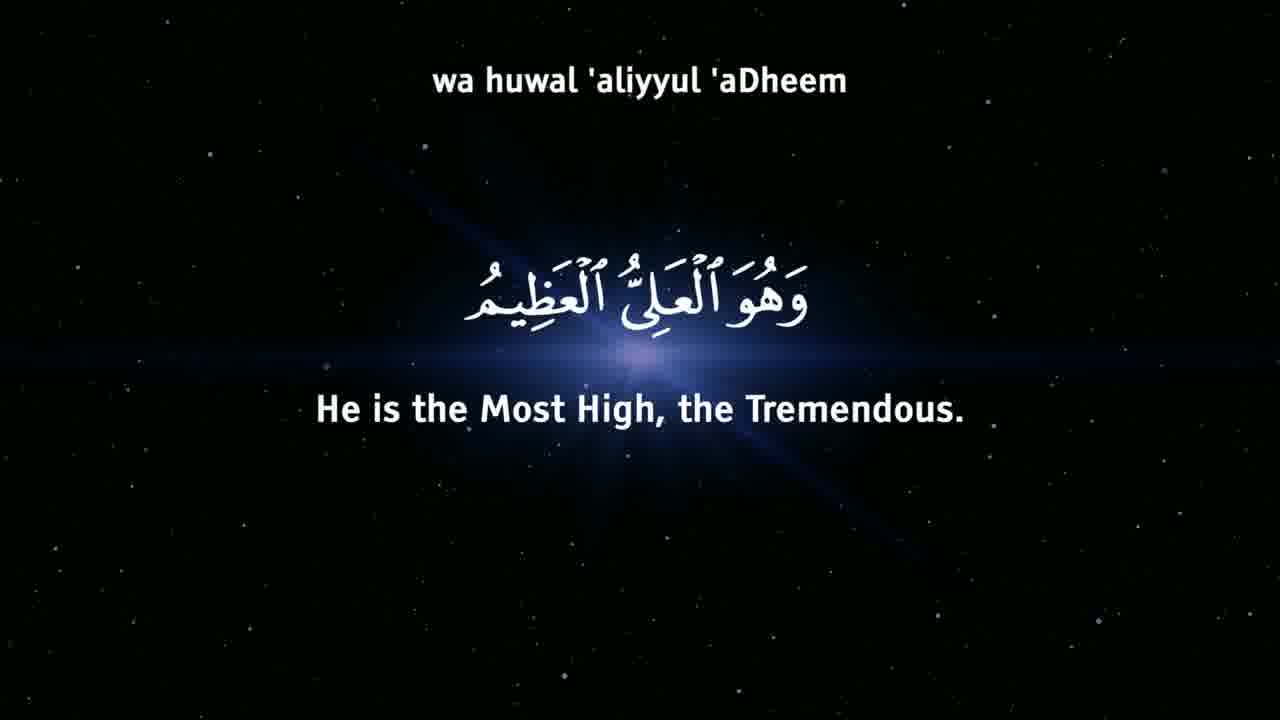 wa huwal 'aliyyul 'aDheem
وَهُوَ ٱلْعَلِىُّ ٱلْعَظِيمُ
He is the Most High, the Tremendous.